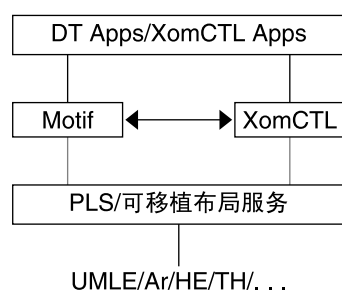 DT Apps/XomCTL Apps
Motif
XomCTL
PLS/可移植布局服务
UMLE/Ar/HE/TH/. . .